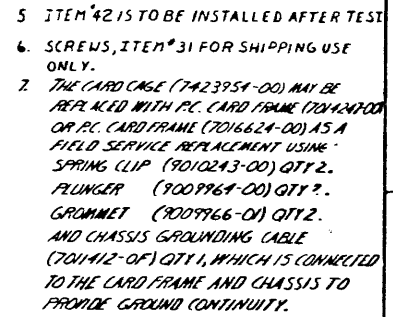 5 ITEM #42 IS TO BE INSTALLED AFTER TEST
6. SCREWS, ITEM #31 FOR SHIPPING USE
ONLY.
7. THE CARD CAGE (7423954-00) MAY BE
REPLACED WITH P.C. CARD FRAME (7014247-00)
OR P.C. CARD FRAME (7016624-00) AS A
FIELD SERVICE REPLACEMENT USING
SPRING CLIP (9010243-00) QTY 2.
PLUNGER (9009964-00) QTY 2.
GROMMET (9009966-01) QTY 2.
AND CHASSIS GROUNDING CABLE
(7011412-0F) QTY 1, WHICH IS CONNECTED
TO THE CARD FRAME AND CHASSIS TO
PROVIDE GROUND CONTINUITY.